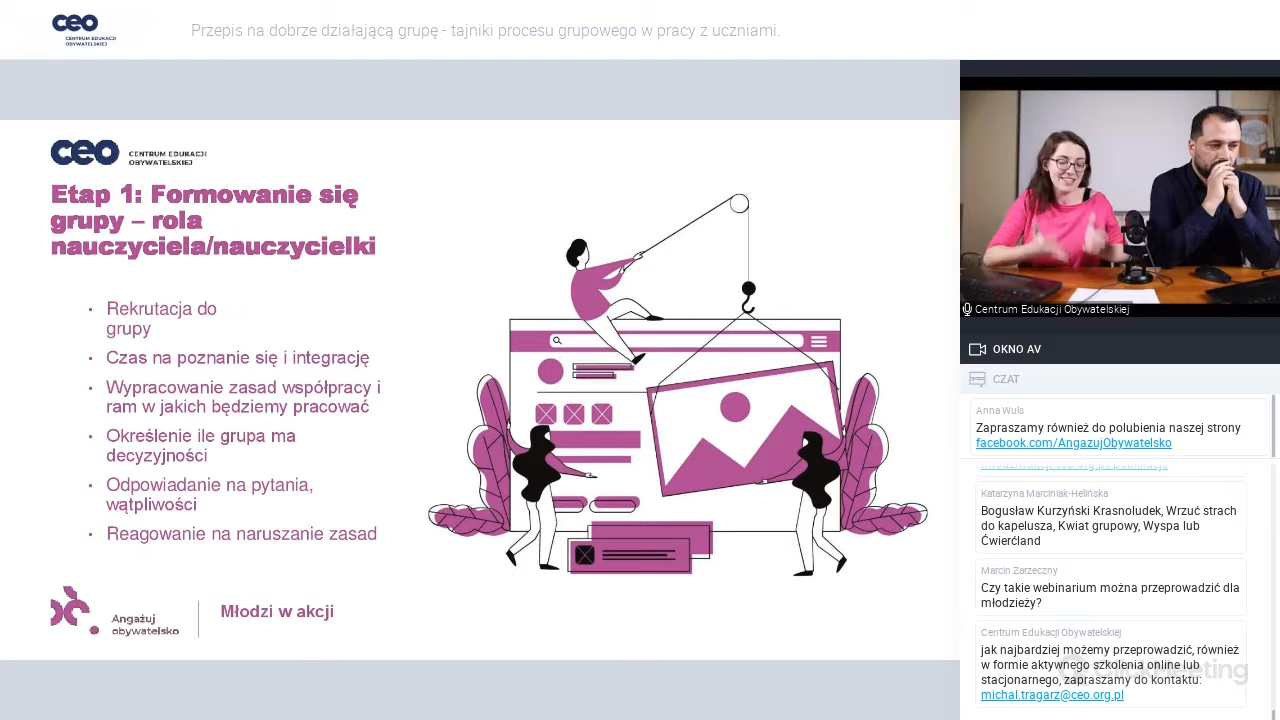 ceo
CENTRUM EDUKACJI
OBYWATELSKIEJ
Przepis na dobrze działającą grupę - tajniki procesu grupowego w pracy z uczniami.
ceo
CENTRUM EDUKACJI
OBYWATELSKIEJ
Etap 1: Formowanie się
grupy – rola
nauczyciela/nauczycielki
• Rekrutacja do
grupy
• Czas na poznanie się i integrację
• Wypracowanie zasad współpracy i
ram w jakich będziemy pracować
• Określenie ile grupa ma
decyzyjności
• Odpowiadanie na pytania,
wątpliwości
• Reagowanie na naruszanie zasad
Angażuj
obywatelsko
Młodzi w akcji
Centrum Edukacji Obywatelskiej
OKNO AV
CZAT
Anna Wuls
Zapraszamy również do polubienia naszej strony
facebook.com/AngazujObywatelsko
Katarzyna Marciniak-Helińska
Bogusław Kurzyński Krasnoludek, Wrzuć strach
do kapelusza, Kwiat grupowy, Wyspa lub
Ćwierćland
Marcin Zarzeczny
Czy takie webinarium można przeprowadzić dla
młodzieży?
Centrum Edukacji Obywatelskiej
jak najbardziej możemy przeprowadzić, również
w formie aktywnego szkolenia online lub
stacjonarnego, zapraszamy do kontaktu:
michal.tragarz@ceo.org.pl
ClickMeeting